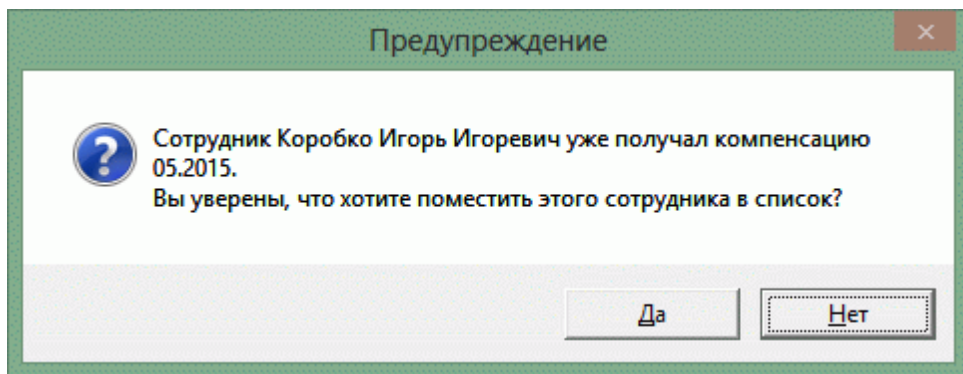 Предупреждение
Сотрудник Коробко Игорь Игоревич уже получал компенсацию
05.2015.
Вы уверены, что хотите поместить этого сотрудника в список?
Да
Нет